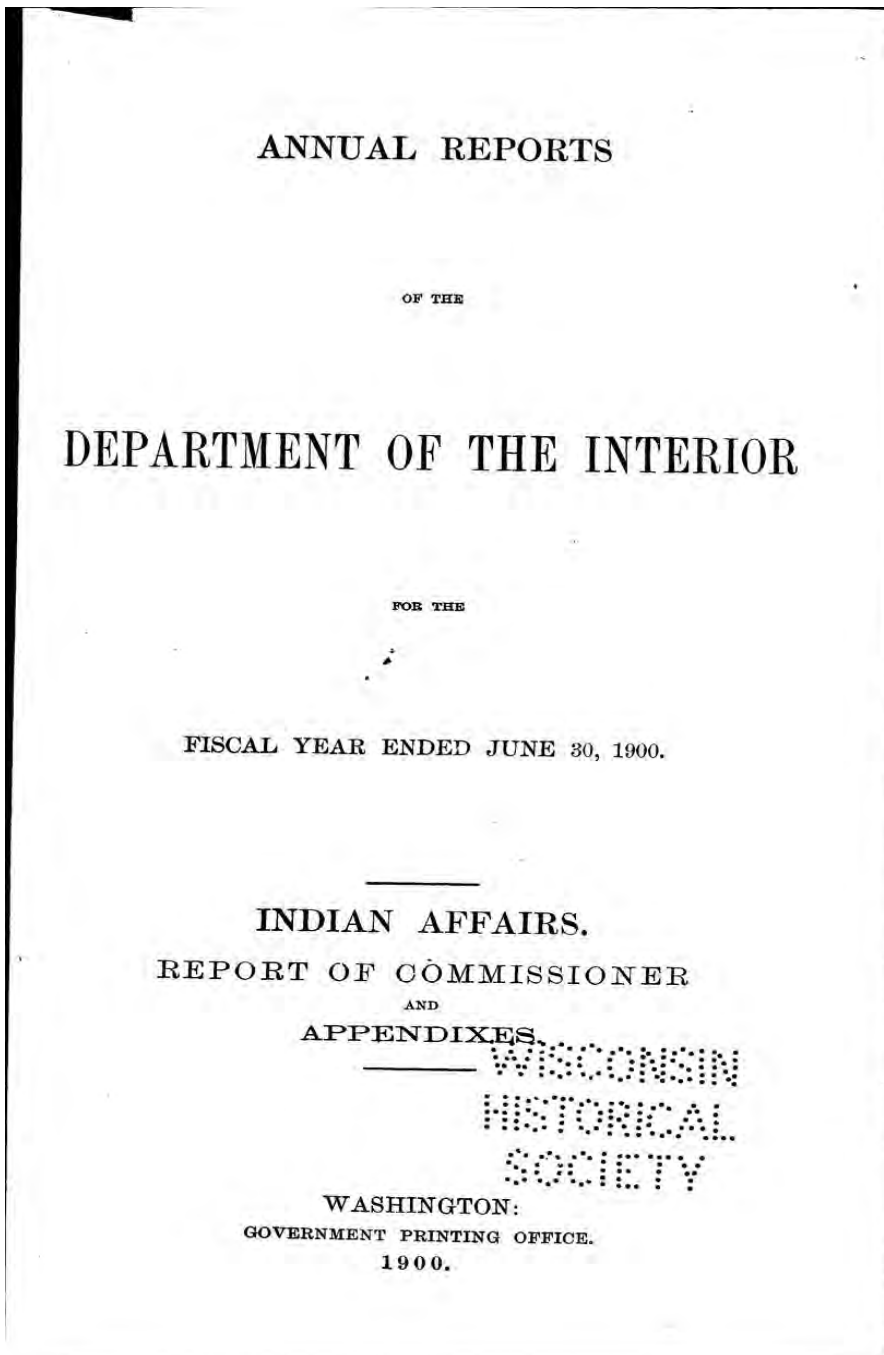 ANNUAL REPORTS
OF THE
DEPARTMENT OF THE INTERIOR
FOR THE
FISCAL YEAR ENDED JUNE 30, 1900.
INDIAN AFFAIRS.
REPORT OF COMMISSIONER
AND
APPENDIXES.
WISCONSIN
HISTORICAL
SOCIETY
WASHINGTON:
GOVERNMENT PRINTING OFFICE.
1900.